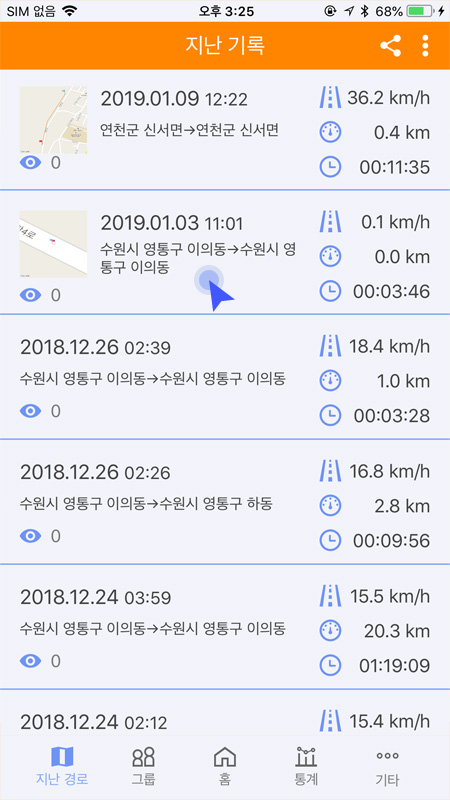 SIM 없음 오후 3:25 68%
지난 기록
2019.01.09 12:22
연천군 신서면→연천군 신서면
0
36.2 km/h
0.4 km
00:11:35
2019.01.03 11:01
수원시 영통구 이의동→수원시 영
통구 이의동
0
0.1 km/h
0.0 km
00:03:46
2018.12.26 02:39
수원시 영통구 이의동→수원시 영통구 이의동
0
18.4 km/h
1.0 km
00:03:28
2018.12.26 02:26
수원시 영통구 이의동→수원시 영통구 하동
0
16.8 km/h
2.8 km
00:09:56
2018.12.24 03:59
수원시 영통구 이의동→수원시 영통구 이의동
0
15.5 km/h
20.3 km
01:19:09
2018.12.24 02:12
15.4 km/h
지난 경로 그룹 홈 통계 기타